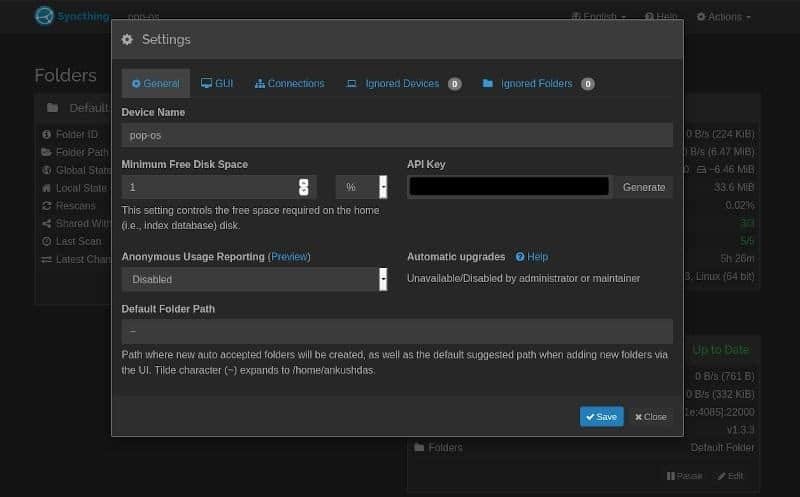 Syncthing
pop-os
English
Help
Actions
Settings
General
GUI
Connections
Ignored Devices 0
Ignored Folders 0
Device Name
pop-os
Minimum Free Disk Space
1
%
This setting controls the free space required on the home
(i.e., index database) disk.
API Key
Generate
Anonymous Usage Reporting (Preview)
Disabled
Automatic upgrades Help
Unavailable/Disabled by administrator or maintainer
Default Folder Path
~
Path where new auto accepted folders will be created, as well as the default suggested path when adding new folders via
the UI. Tilde character (~) expands to /home/ankushdas.
Save
Close
Folders
Default
Folder ID
Folder Path
Global State
Local State
Rescans
Shared With
Last Scan
Latest Chan
0 B/s (224 KiB)
0 B/s (6.47 MiB)
0 ~6.46 MiB
33.6 MiB
0.02%
3/3
5/5
5h 26m
3, Linux (64 bit)
Up to Date
0 B/s (761 B)
0 B/s (332 KiB)
1e:4085]:22000
v1.3.3
Folders Default Folder
Pause
Edit